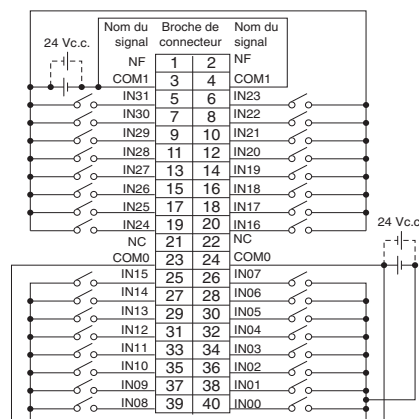 Nom du signal Broche de connecteur Nom du signal
24 Vc.c.
NF 1 2 NF
COM1 3 4 COM1
IN31 5 6 IN23
IN30 7 8 IN22
IN29 9 10 IN21
IN28 11 12 IN20
IN27 13 14 IN19
IN26 15 16 IN18
IN25 17 18 IN17
IN24 19 20 IN16
NC 21 22 NC
24 Vc.c.
COM0 23 24 COM0
IN15 25 26 IN07
IN14 27 28 IN06
IN13 29 30 IN05
IN12 31 32 IN04
IN11 33 34 IN03
IN10 35 36 IN02
IN09 37 38 IN01
IN08 39 40 IN00